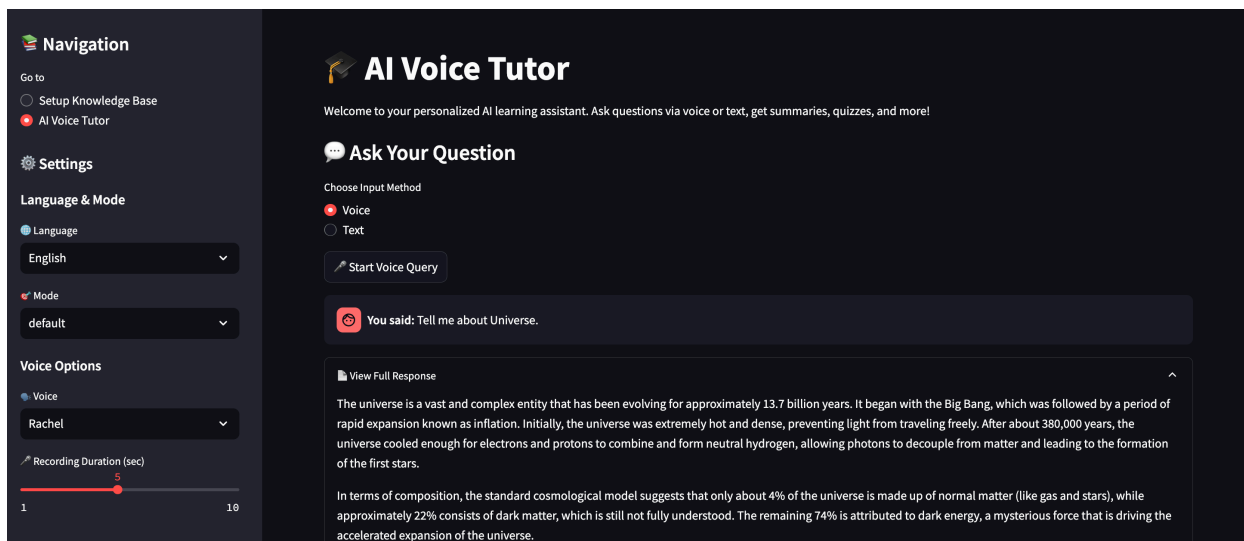 📚 Navigation
Go to
Setup Knowledge Base
AI Voice Tutor
⚙️ Settings
Language & Mode
🌐 Language
English
🎯 Mode
default
Voice Options
🗣️ Voice
Rachel
🎤 Recording Duration (sec)
5
1 10
🎓 AI Voice Tutor
Welcome to your personalized AI learning assistant. Ask questions via voice or text, get summaries, quizzes, and more!
💬 Ask Your Question
Choose Input Method
Voice
Text
🎤 Start Voice Query
You said: Tell me about Universe.
📄 View Full Response
The universe is a vast and complex entity that has been evolving for approximately 13.7 billion years. It began with the Big Bang, which was followed by a period of
rapid expansion known as inflation. Initially, the universe was extremely hot and dense, preventing light from traveling freely. After about 380,000 years, the
universe cooled enough for electrons and protons to combine and form neutral hydrogen, allowing photons to decouple from matter and leading to the formation
of the first stars.
In terms of composition, the standard cosmological model suggests that only about 4% of the universe is made up of normal matter (like gas and stars), while
approximately 22% consists of dark matter, which is still not fully understood. The remaining 74% is attributed to dark energy, a mysterious force that is driving the
accelerated expansion of the universe.